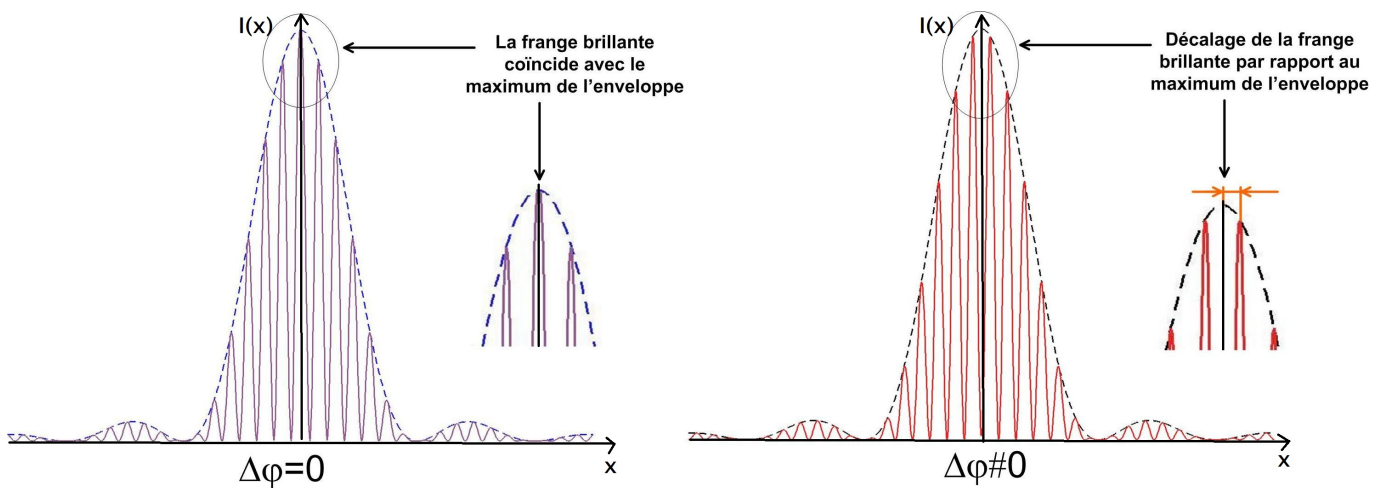 I(x)
La frange brillante
coïncide avec le
maximum de l'enveloppe
x
Δφ=0
I(x)
Décalage de la frange
brillante par rapport au
maximum de l'enveloppe
x
Δφ#0